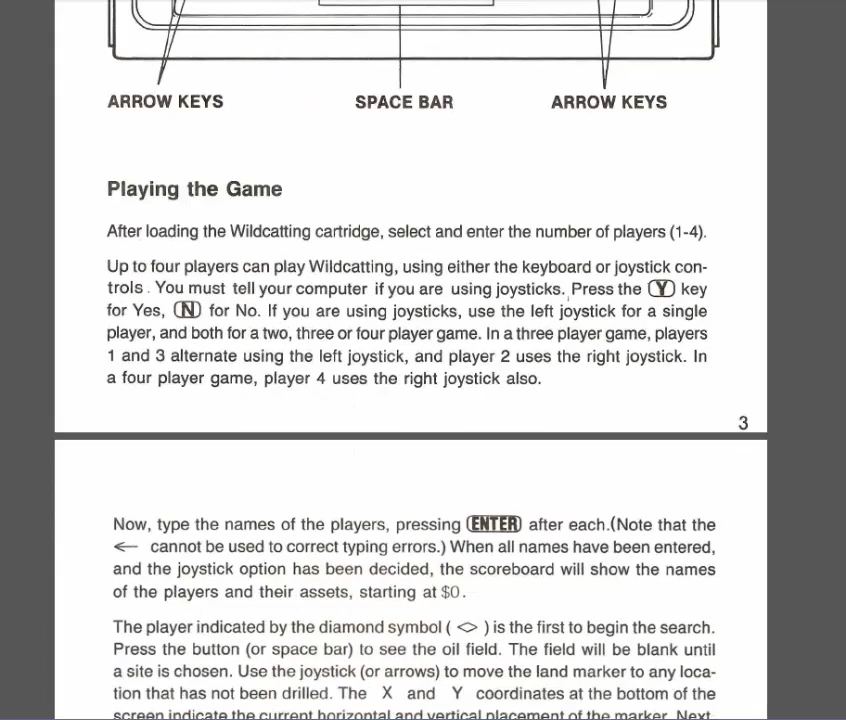 ARROW KEYS SPACE BAR ARROW KEYS
Playing the Game
After loading the Wildcatting cartridge, select and enter the number of players (1-4).
Up to four players can play Wildcatting, using either the keyboard or joystick con-
trols. You must tell your computer if you are using joysticks. Press the Y key
for Yes, N for No. If you are using joysticks, use the left joystick for a single
player, and both for a two, three or four player game. In a three player game, players
1 and 3 alternate using the left joystick, and player 2 uses the right joystick. In
a four player game, player 4 uses the right joystick also.
3
Now, type the names of the players, pressing ENTER after each.(Note that the
← cannot be used to correct typing errors.) When all names have been entered,
and the joystick option has been decided, the scoreboard will show the names
of the players and their assets, starting at $0.
The player indicated by the diamond symbol ( <> ) is the first to begin the search.
Press the button (or space bar) to see the oil field. The field will be blank until
a site is chosen. Use the joystick (or arrows) to move the land marker to any loca-
tion that has not been drilled. The X and Y coordinates at the bottom of the
screen indicate the current horizontal and vertical placement of the marker. Next,